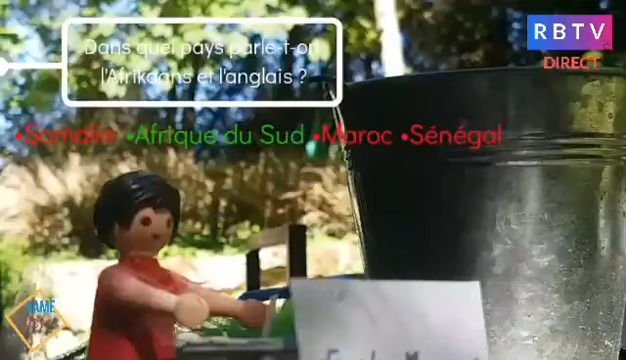 RBTV
DIRECT
Dans quel pays parle-t-on
l'Afrikaans et l'anglais ?
•Somalie •Afrique du Sud •Maroc •Sénégal